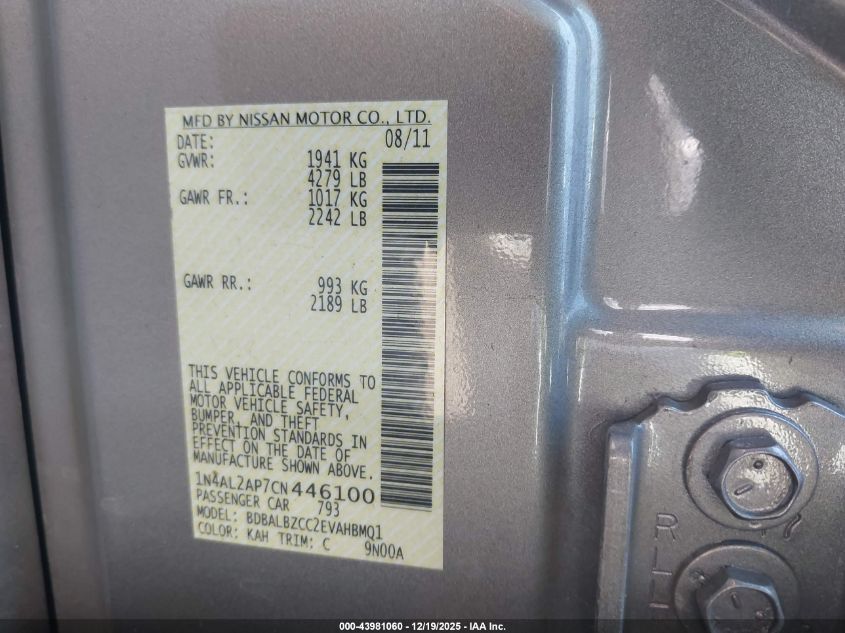 MFD BY NISSAN MOTOR CO., LTD.
DATE: 08/11
GVWR: 1941 KG
4279 LB
GAWR FR.: 1017 KG
2242 LB
GAWR RR.: 993 KG
2189 LB
THIS VEHICLE CONFORMS TO
ALL APPLICABLE FEDERAL
MOTOR VEHICLE SAFETY,
BUMPER, AND THEFT
PREVENTION STANDARDS IN
EFFECT ON THE DATE OF
MANUFACTURE SHOWN ABOVE.
1N4AL2AP7CN446100
PASSENGER CAR 793
MODEL: BDBALBZCC2EVAHBMQ1
COLOR: KAH TRIM: C 9N00A
000-43981060 - 12/19/2025 - IAA Inc.